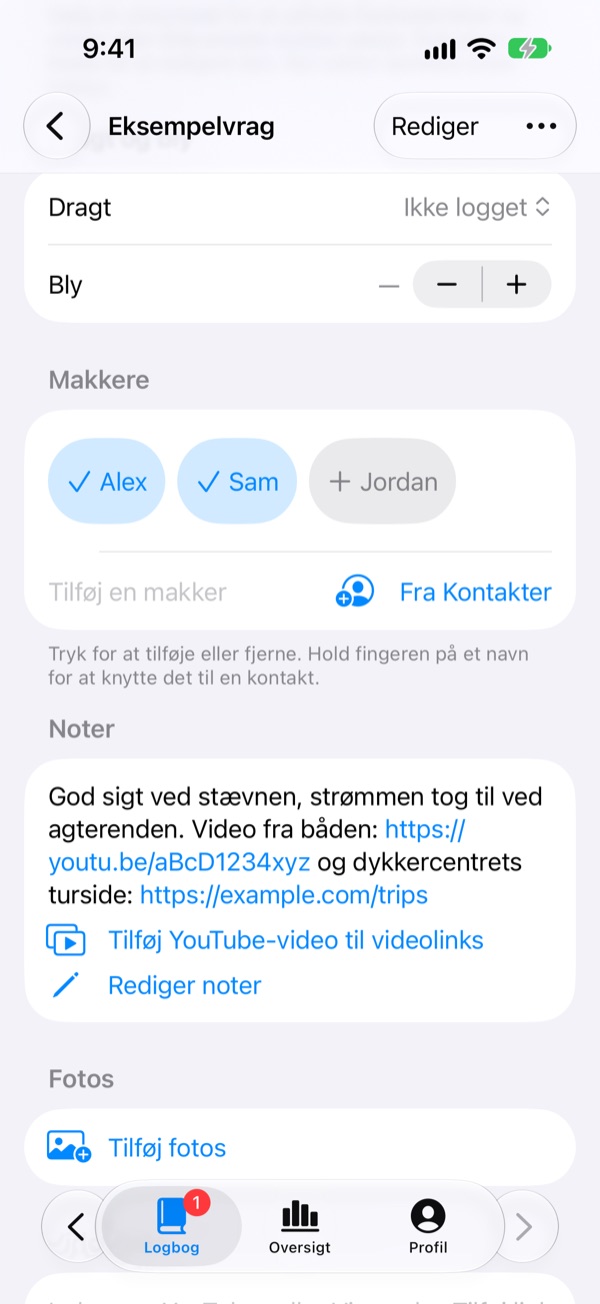 9:41
Eksempelvrag
Rediger
Dragt
Ikke logget
Bly
Makkere
Alex
Sam
Jordan
Tilføj en makker
Fra Kontakter
Tryk for at tilføje eller fjerne. Hold fingeren på et navn
for at knytte det til en kontakt.
Noter
God sigt ved stævnen, strømmen tog til ved
agterenden. Video fra båden: https://
youtu.be/aBcD1234xyz og dykkercentrets
turside: https://example.com/trips
Tilføj YouTube-video til videolinks
Rediger noter
Fotos
Tilføj fotos
1
Logbog
Oversigt
Profil